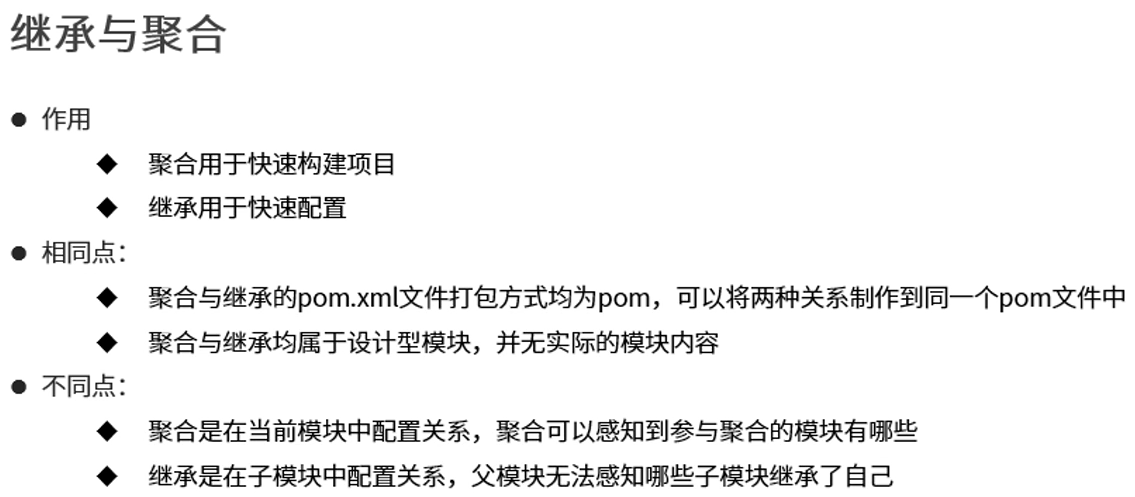 继承与聚合
● 作用
◆ 聚合用于快速构建项目
◆ 继承用于快速配置
● 相同点：
◆ 聚合与继承的pom.xml文件打包方式均为pom，可以将两种关系制作到同一个pom文件中
◆ 聚合与继承均属于设计型模块，并无实际的模块内容
● 不同点：
◆ 聚合是在当前模块中配置关系，聚合可以感知到参与聚合的模块有哪些
◆ 继承是在子模块中配置关系，父模块无法感知哪些子模块继承了自己